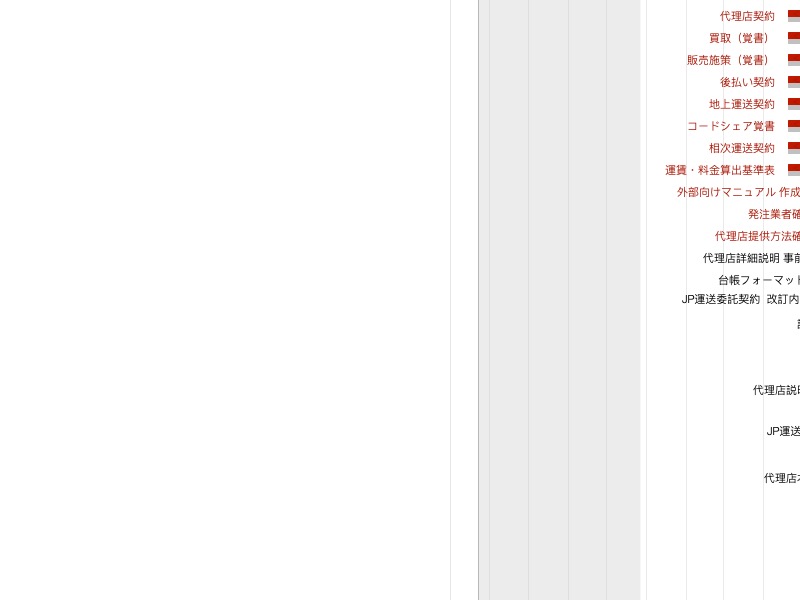 代理店契約
買取（覚書）
販売施策（覚書）
後払い契約
地上運送契約
コードシェア覚書
相次運送契約
運賃・料金算出基準表
外部向けマニュアル 作成
発注業者確
代理店提供方法確
代理店詳細説明 事前
台帳フォーマット
JP運送委託契約 改訂内
代理店説明
JP運送
代理店